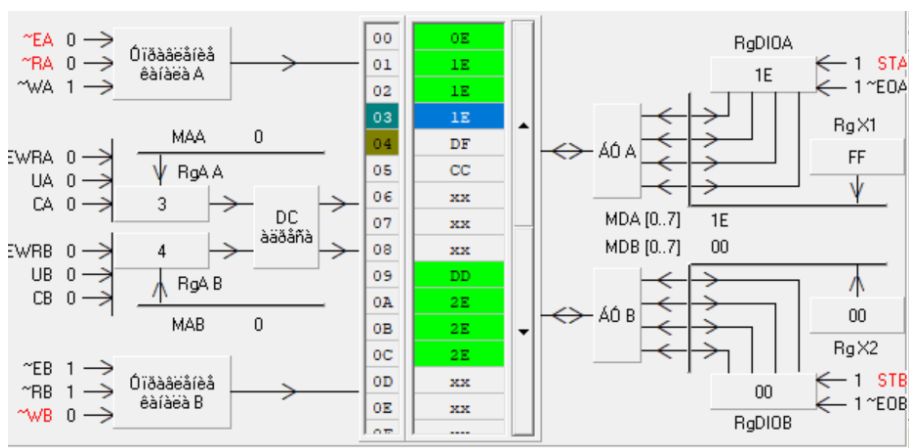 ~EA 0
~RA 0
~WA 1
Óïðàâëåíèå
êàíàëà A
MAA 0
EWRA 0
UA 0
CA 0
RgA A
3
DC
àäðåñà
EWRB 0
UB 0
CB 0
4
RgA B
MAB 0
~EB 1
~RB 1
~WB 0
Óïðàâëåíèå
êàíàëà B
00 0E
01 1E
02 1E
03 1E
04 DF
05 CC
06 xx
07 xx
08 xx
09 DD
0A 2E
0B 2E
0C 2E
0D xx
0E xx
ÁÓ A
RgDIOA
1E
1 STA
1 ~EOA
RgX1
FF
MDA [0..7] 1E
MDB [0..7] 00
ÁÓ B
00
RgX2
00
RgDIOB
1 STB
1 ~EOB